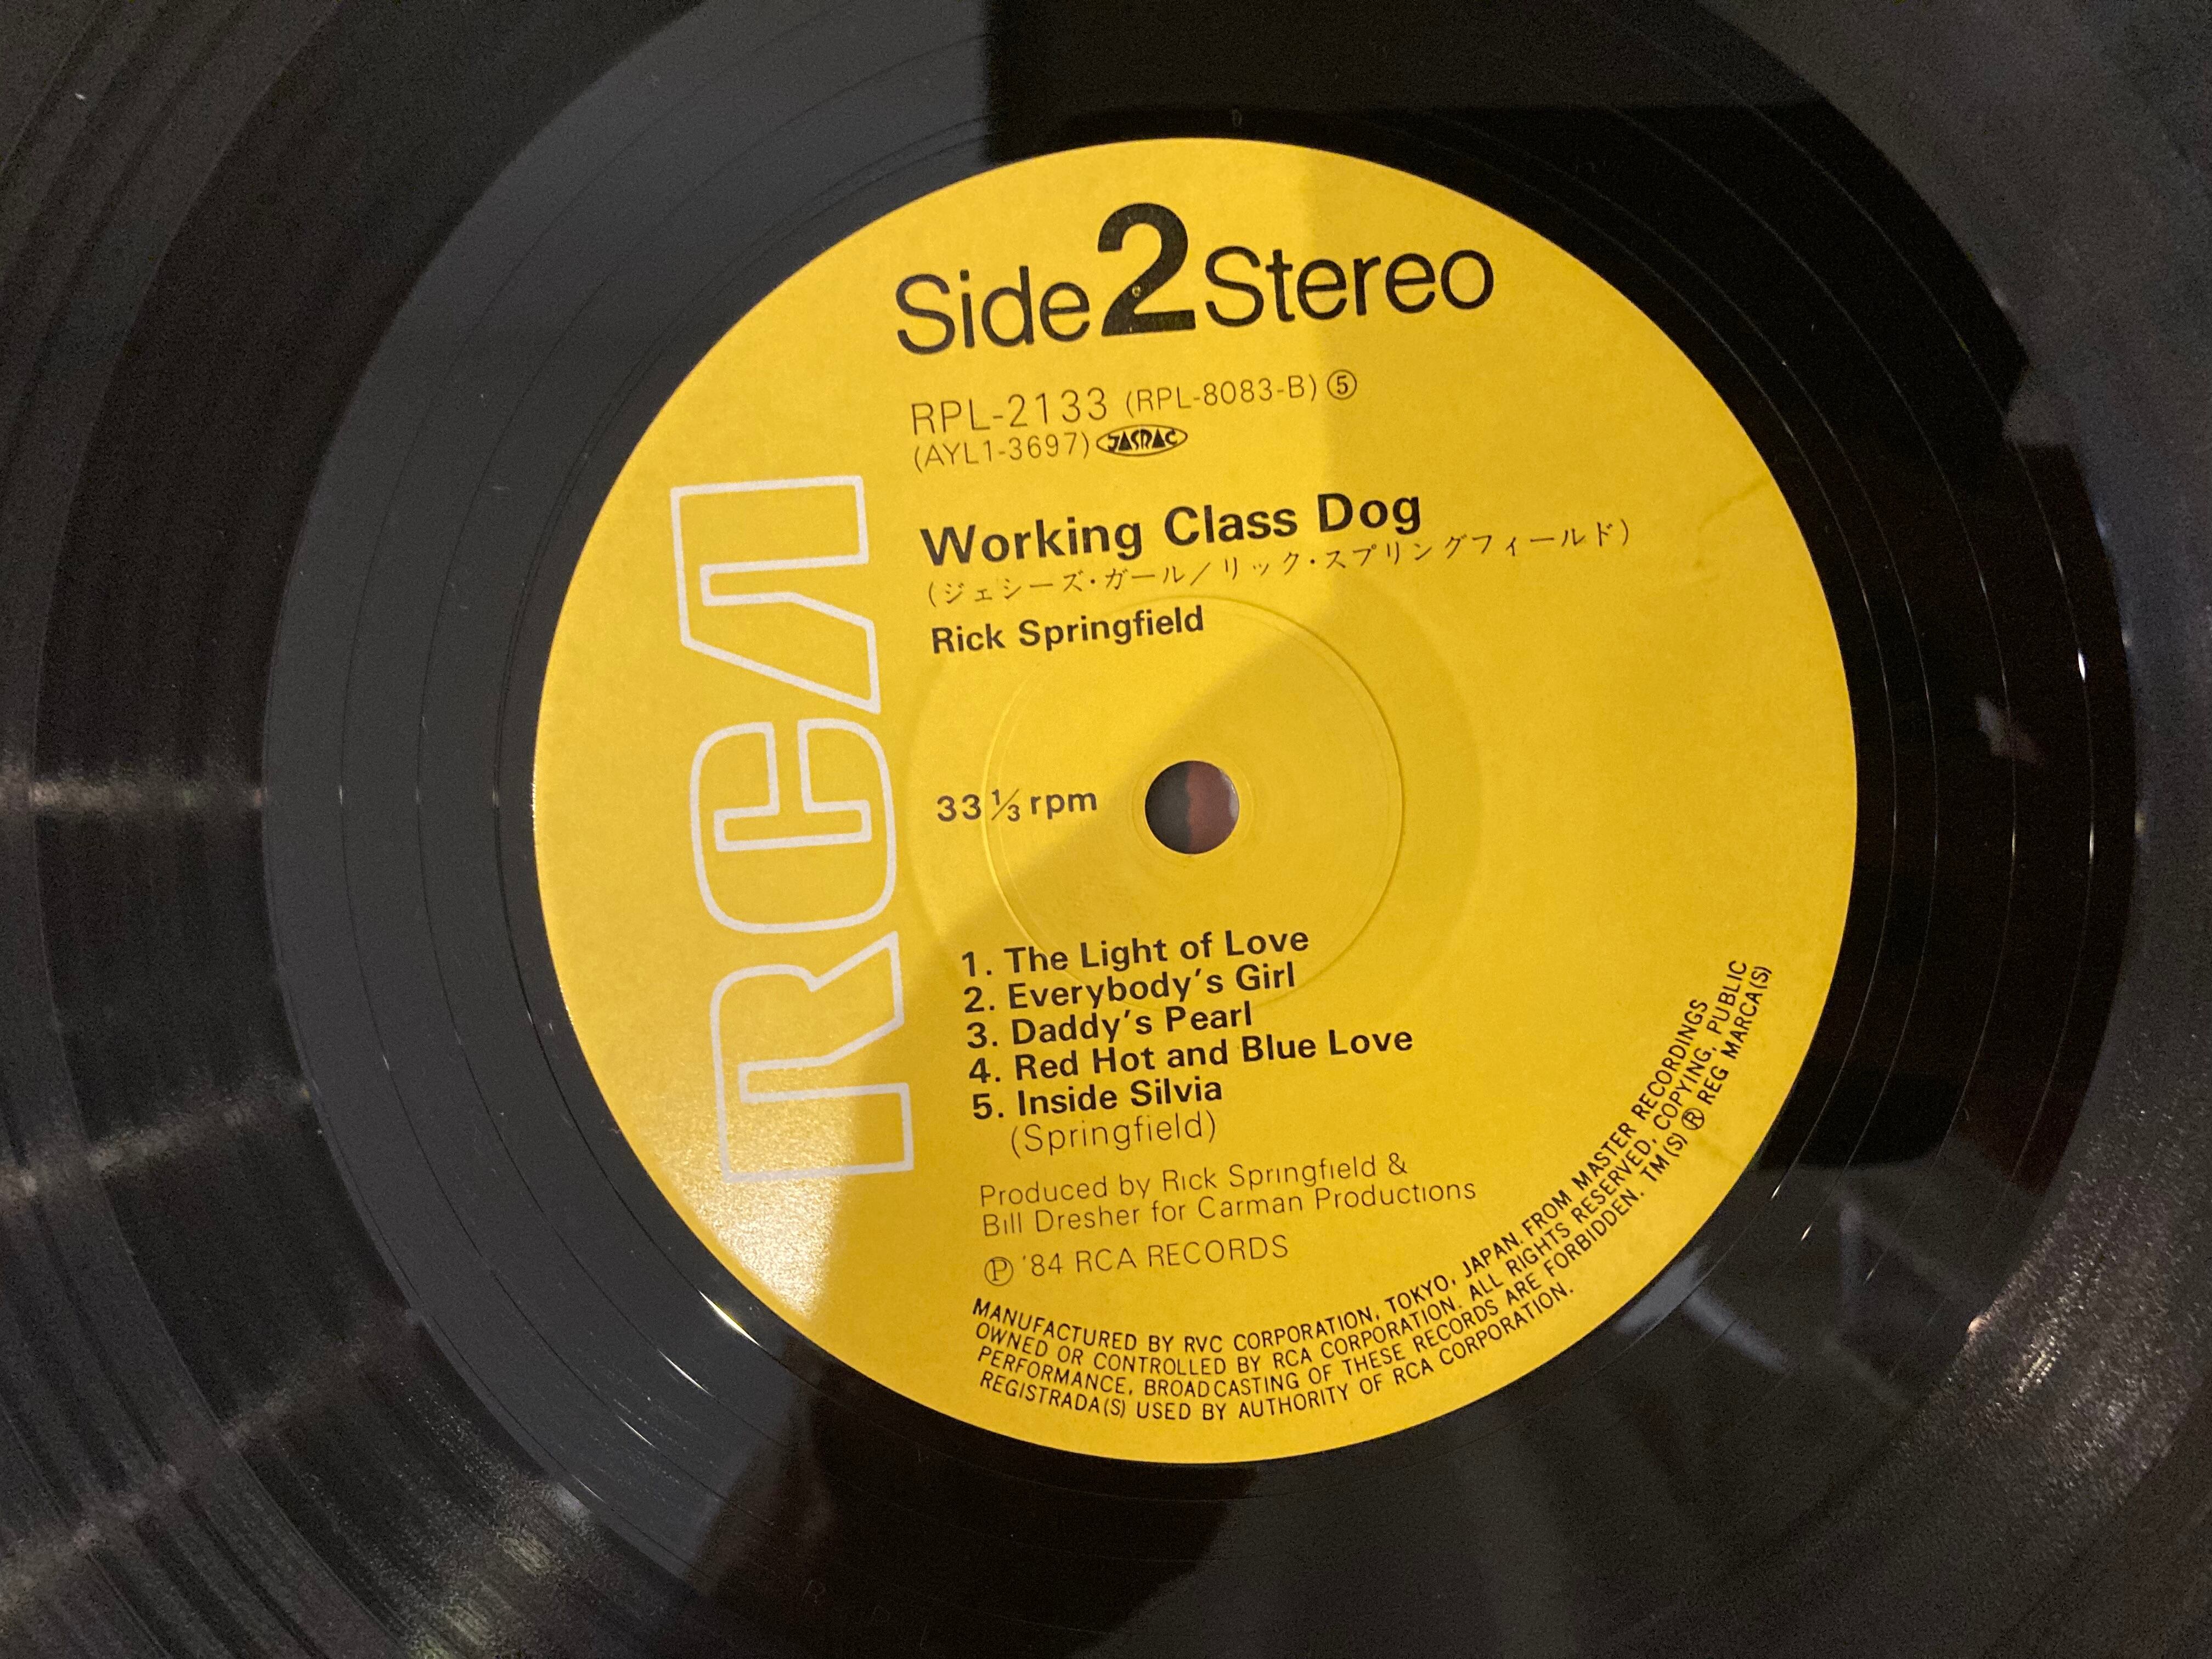 Side 2 Stereo
RPL-2133 (RPL-8083-B) ⑤
(AYL1-3697) JASRAC
Working Class Dog
(ジェシーズ・ガール/リック・スプリングフィールド)
Rick Springfield
RCA
33 1/3 rpm
1. The Light of Love
2. Everybody's Girl
3. Daddy's Pearl
4. Red Hot and Blue Love
5. Inside Silvia
(Springfield)
Produced by Rick Springfield &
Bill Dresher for Carman Productions
Ⓟ '84 RCA RECORDS
MANUFACTURED BY RVC CORPORATION, TOKYO, JAPAN. FROM MASTER RECORDINGS
OWNED OR CONTROLLED BY RCA CORPORATION. ALL RIGHTS RESERVED, COPYING, PUBLIC
PERFORMANCE, BROADCASTING OF THESE RECORDS ARE FORBIDDEN. TM(S) ® REG MARCA(S)
REGISTRADA(S) USED BY AUTHORITY OF RCA CORPORATION.